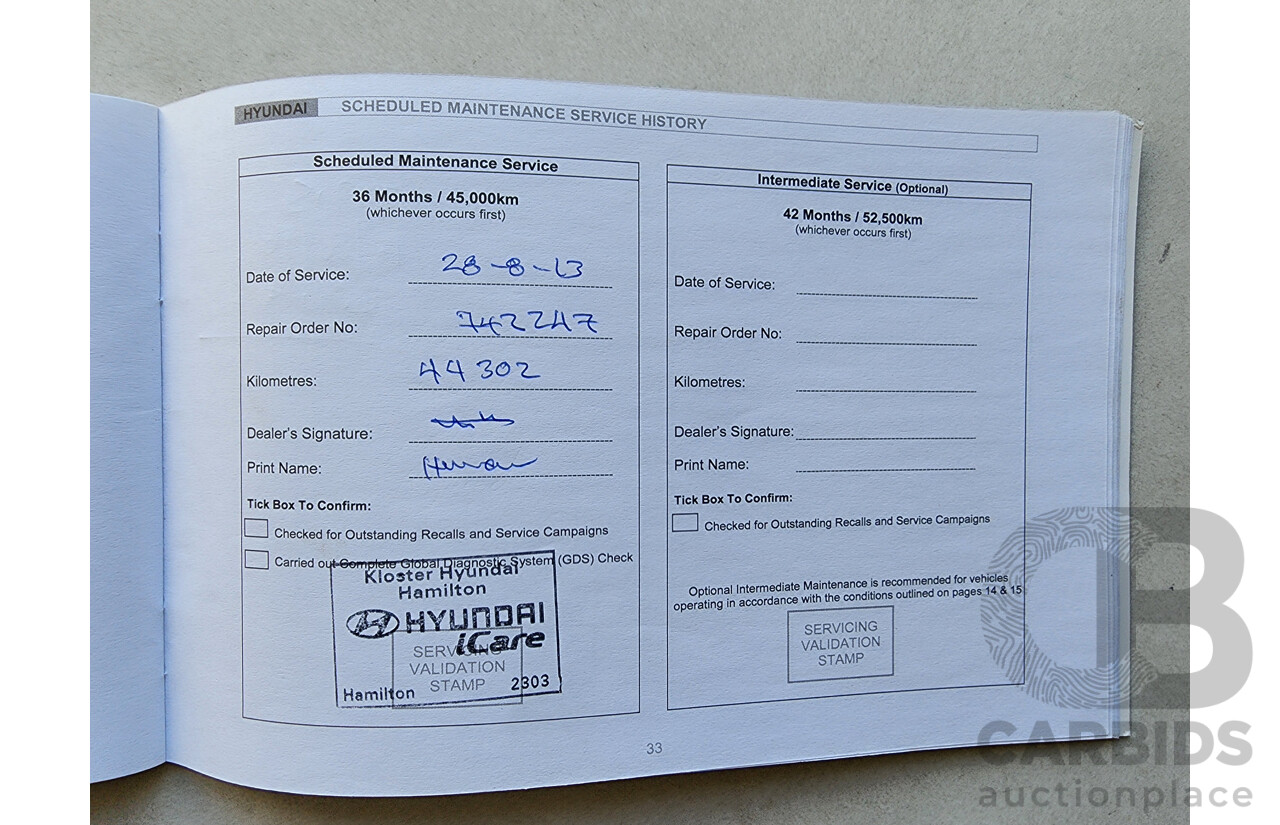 HYUNDAI SCHEDULED MAINTENANCE SERVICE HISTORY
Scheduled Maintenance Service
36 Months / 45,000km
(whichever occurs first)
Date of Service: 28-8-13
Repair Order No: 742247
Kilometres: 44302
Dealer's Signature:
Print Name:
Tick Box To Confirm:
Checked for Outstanding Recalls and Service Campaigns
Carried out Complete Global Diagnostic System (GDS) Check
Kloster Hyundai
Hamilton
HYUNDAI
iCare
SERVICING
VALIDATION
STAMP
Hamilton 2303
Intermediate Service (Optional)
42 Months / 52,500km
(whichever occurs first)
Date of Service:
Repair Order No:
Kilometres:
Dealer's Signature:
Print Name:
Tick Box To Confirm:
Checked for Outstanding Recalls and Service Campaigns
Optional Intermediate Maintenance is recommended for vehicles
operating in accordance with the conditions outlined on pages 14 & 15
SERVICING
VALIDATION
STAMP
33
CARBIDS
auctionplace